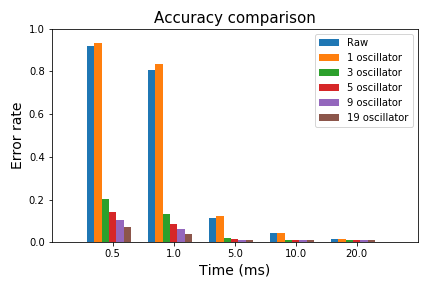 Accuracy comparison
Error rate
1.0
0.8
0.6
0.4
0.2
0.0
Raw
1 oscillator
3 oscillator
5 oscillator
9 oscillator
19 oscillator
0.5 1.0 5.0 10.0 20.0
Time (ms)